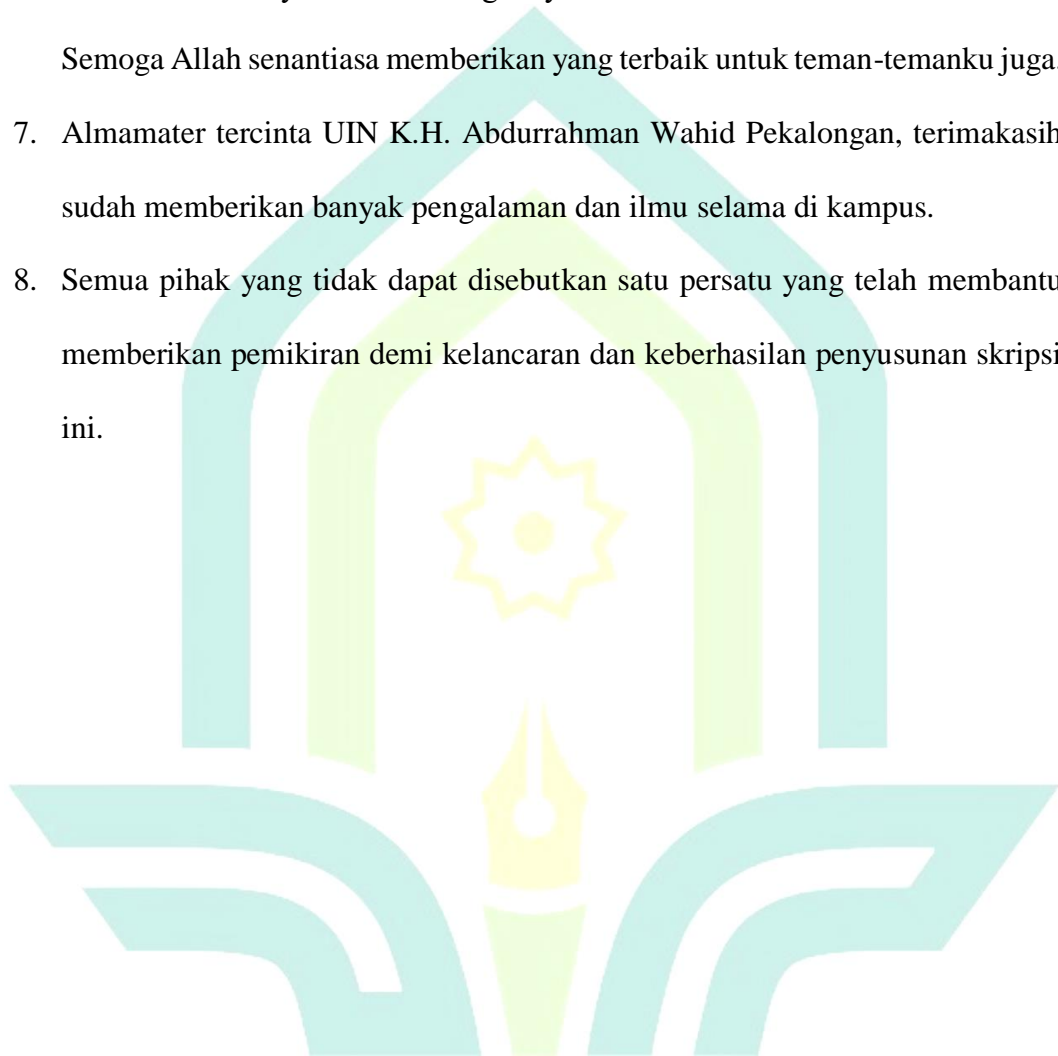 Semoga Allah senantiasa memberikan yang terbaik untuk teman-temanku juga.
7. Almamater tercinta UIN K.H. Abdurrahman Wahid Pekalongan, terimakasih
sudah memberikan banyak pengalaman dan ilmu selama di kampus.
8. Semua pihak yang tidak dapat disebutkan satu persatu yang telah membantu
memberikan pemikiran demi kelancaran dan keberhasilan penyusunan skripsi
ini.